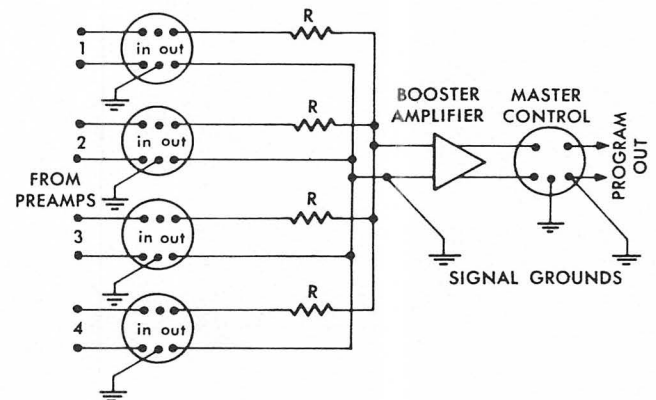 R
1
in out
R
BOOSTER
AMPLIFIER
MASTER
CONTROL
2
in out
FROM
PREAMPS
PROGRAM
OUT
R
3
in out
SIGNAL GROUNDS
R
4
in out